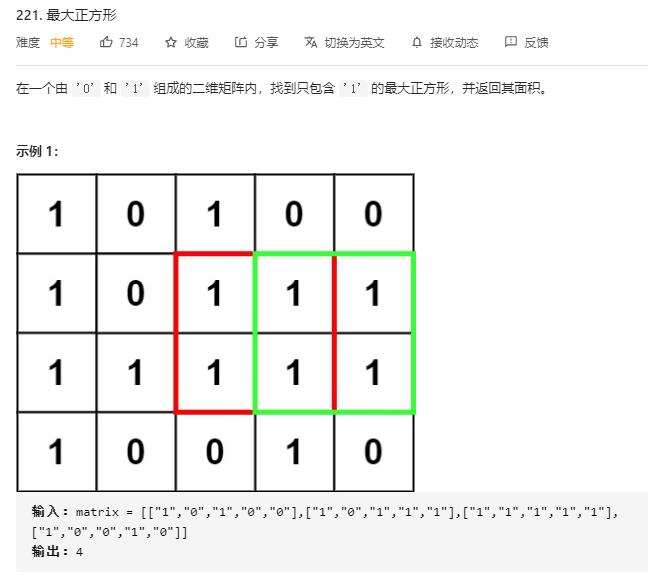 221. 最大正方形
难度 中等 734 收藏 分享 切换为英文 接收动态 反馈
在一个由 '0' 和 '1' 组成的二维矩阵内，找到只包含 '1' 的最大正方形，并返回其面积。
示例 1：
1 0 1 0 0
1 0 1 1 1
1 1 1 1 1
1 0 0 1 0
输入：matrix = [["1","0","1","0","0"],["1","0","1","1","1"],["1","1","1","1","1"],
["1","0","0","1","0"]]
输出：4